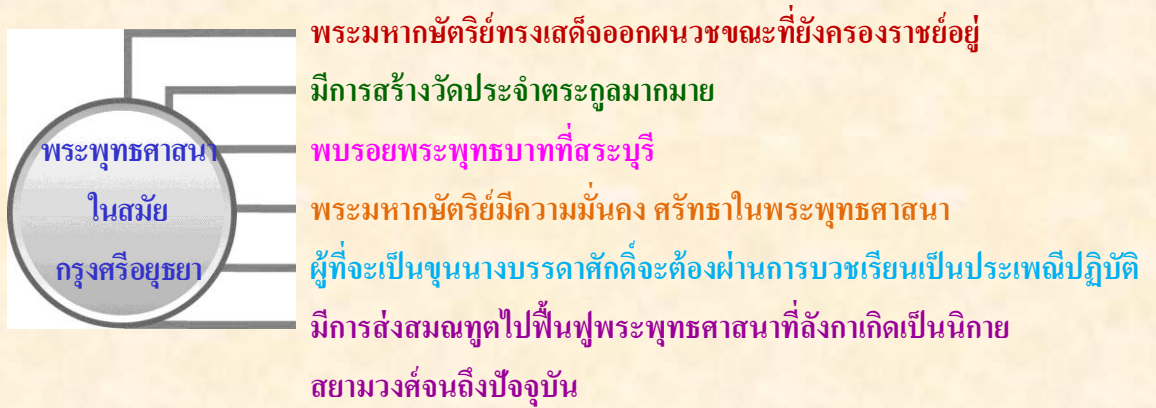 พระพุทธศาสนา
ในสมัย
กรุงศรีอยุธยา
พระมหากษัตริย์ทรงเสด็จออกผนวชขณะที่ยังครองราชย์อยู่
มีการสร้างวัดประจำตระกูลมากมาย
พบรอยพระพุทธบาทที่สระบุรี
พระมหากษัตริย์มีความมั่นคง ศรัทธาในพระพุทธศาสนา
ผู้ที่จะเป็นขุนนางบรรดาศักดิ์จะต้องผ่านการบวชเรียนเป็นประเพณีปฏิบัติ
มีการส่งสมณทูตไปฟื้นฟูพระพุทธศาสนาที่ลังกาเกิดเป็นนิกาย
สยามวงศ์จนถึงปัจจุบัน